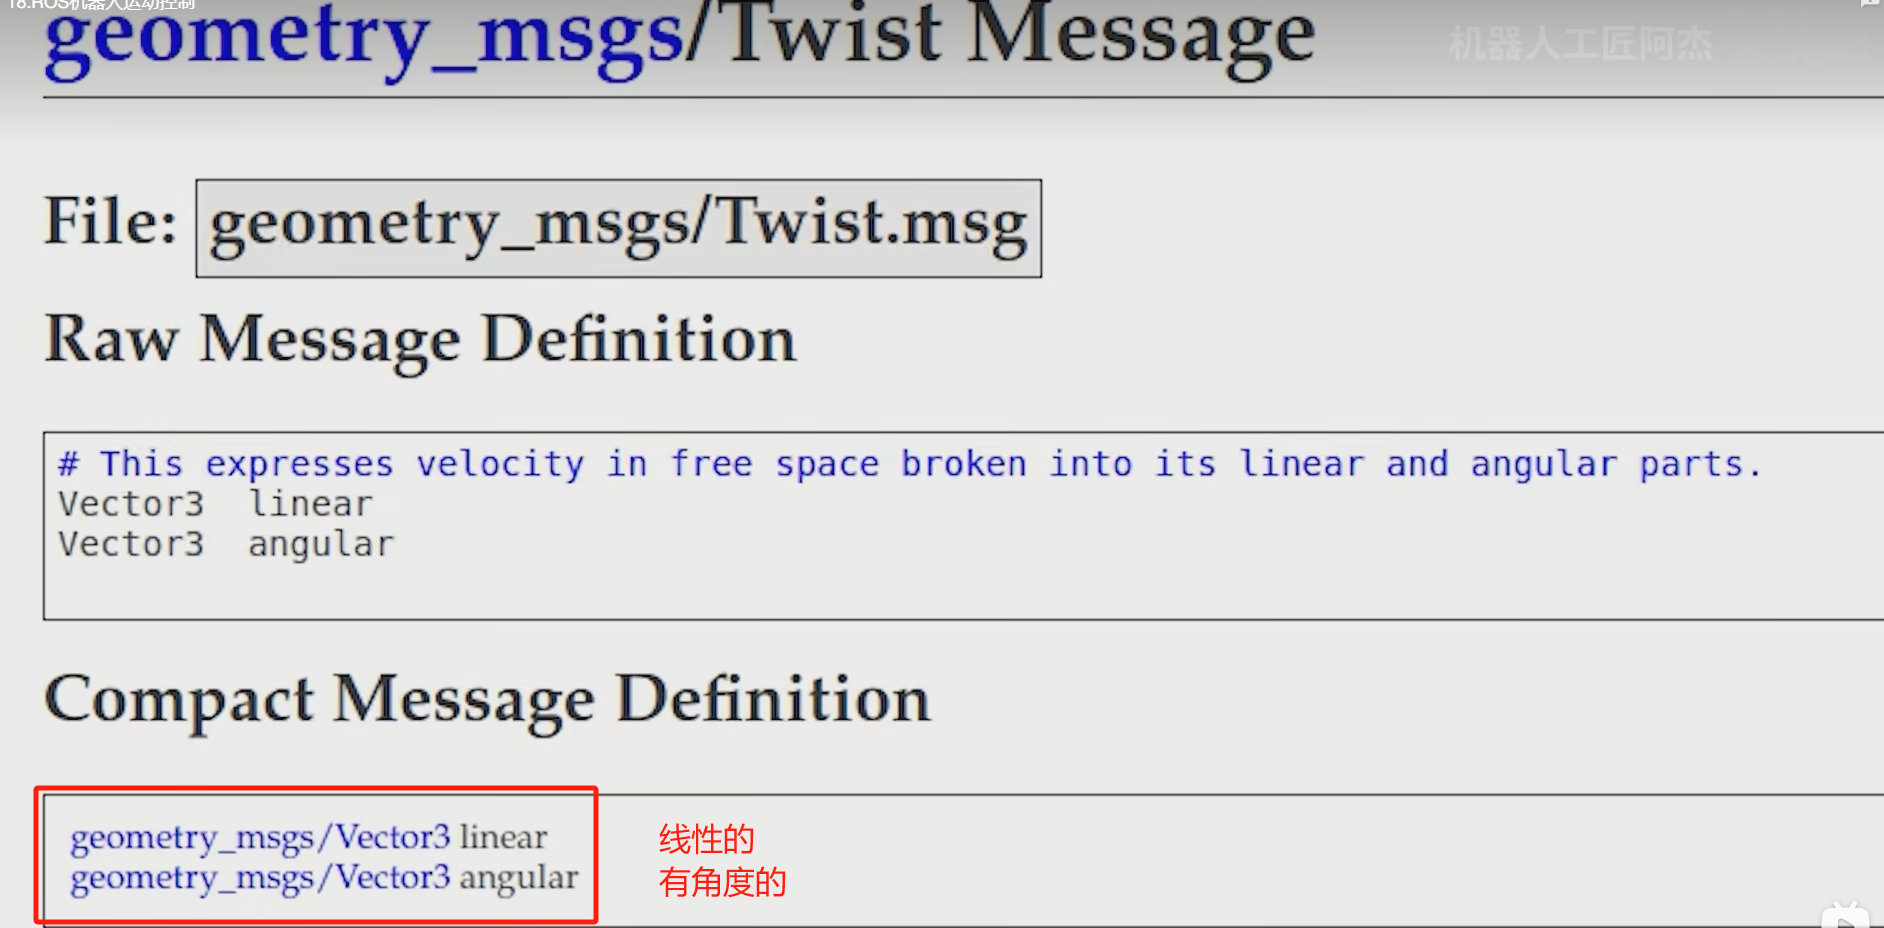 18.ROS机器人运动控制
geometry_msgs/Twist Message
机器人工匠阿杰
File: geometry_msgs/Twist.msg
Raw Message Definition
# This expresses velocity in free space broken into its linear and angular parts.
Vector3 linear
Vector3 angular
Compact Message Definition
geometry_msgs/Vector3 linear
线性的
geometry_msgs/Vector3 angular
有角度的